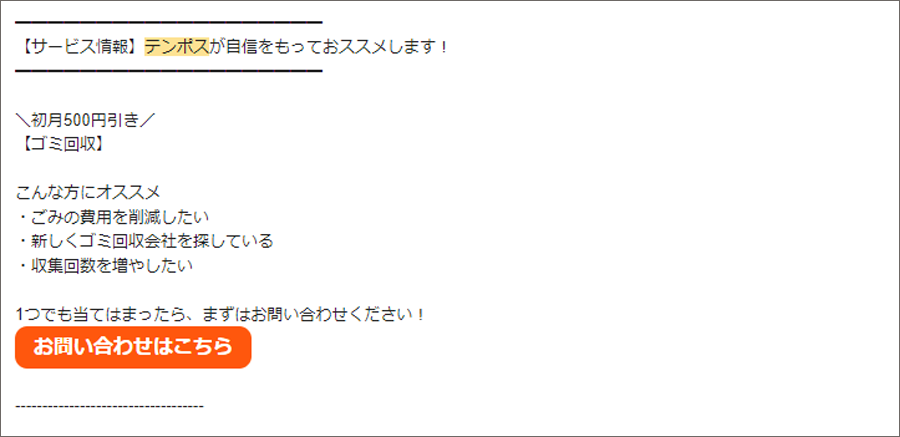 ━━━━━━━━━━━━━━━━━━━
【サービス情報】テンポスが自信をもっておススメします！
━━━━━━━━━━━━━━━━━━━
＼初月500円引き／
【ゴミ回収】
こんな方にオススメ
・ごみの費用を削減したい
・新しくゴミ回収会社を探している
・収集回数を増やしたい
1つでも当てはまったら、まずはお問い合わせください！
お問い合わせはこちら
-----------------------------------